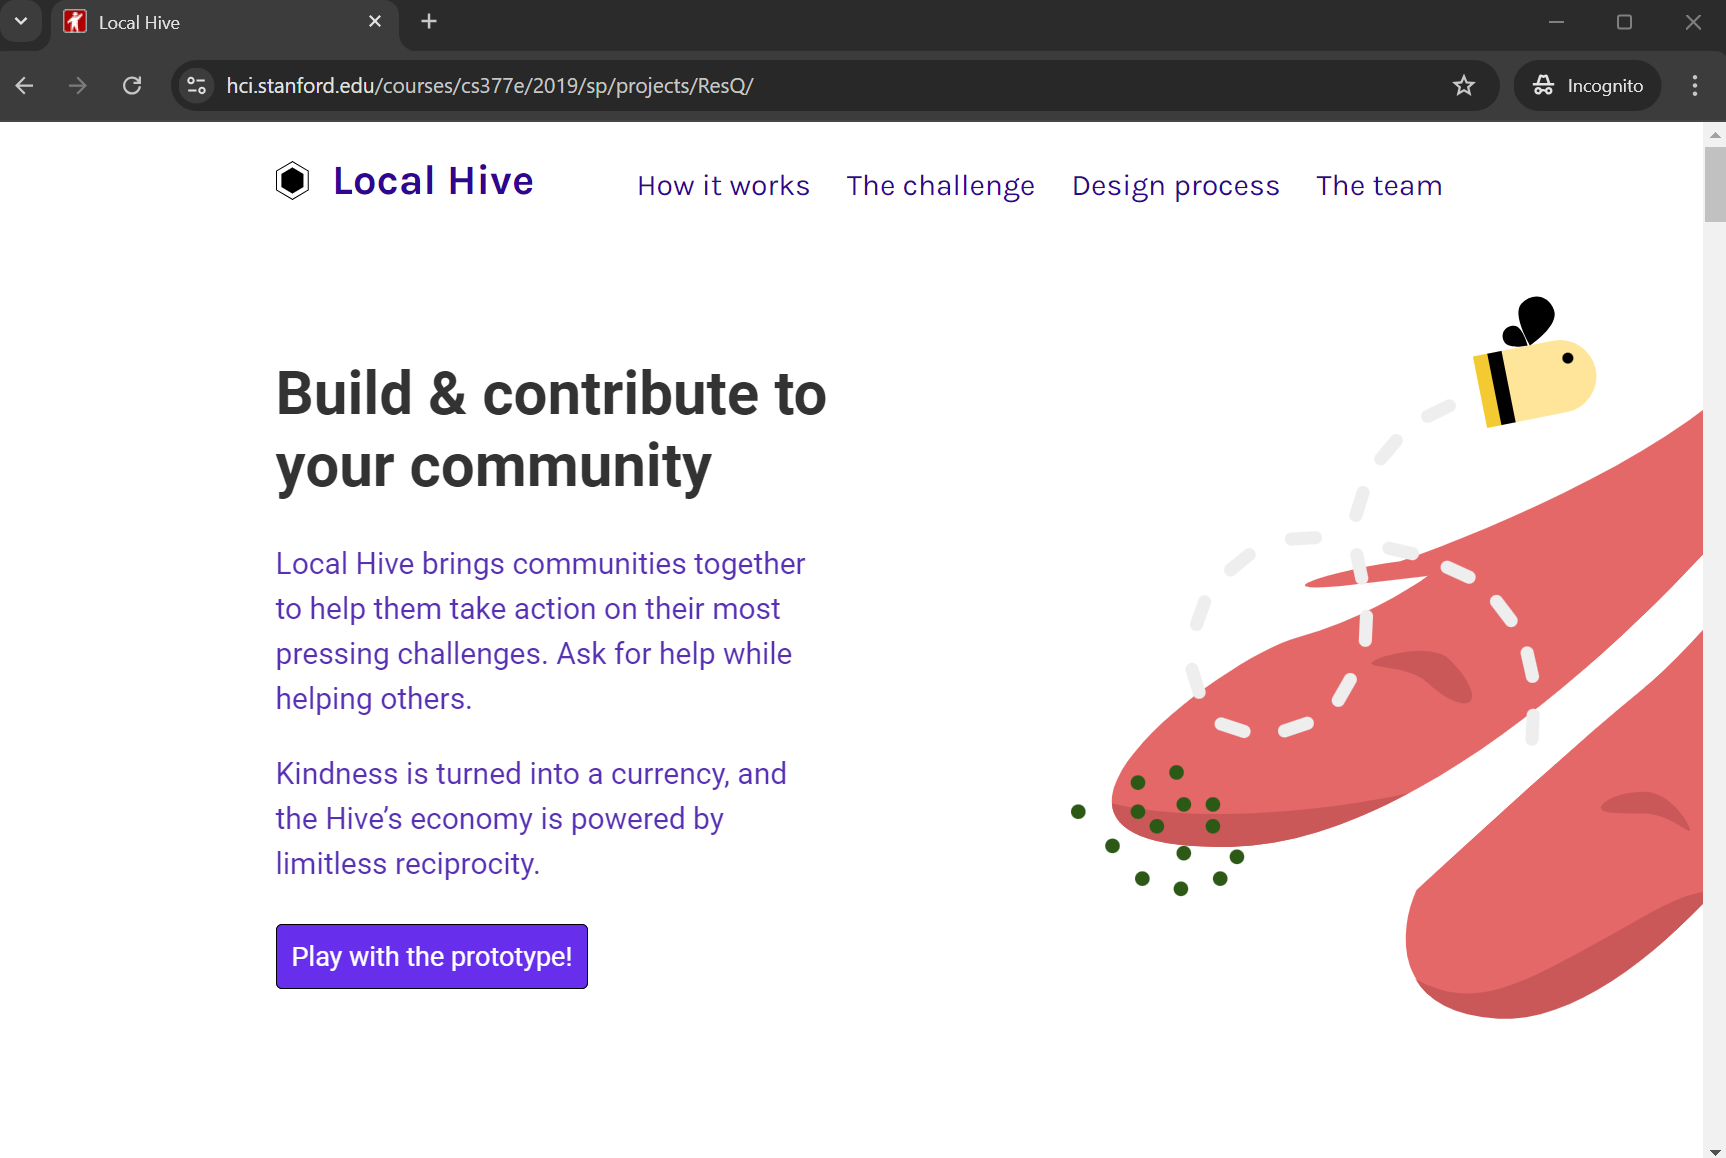 Local Hive
hci.stanford.edu/courses/cs377e/2019/sp/projects/ResQ/
Incognito
Local Hive
How it works
The challenge
Design process
The team
Build & contribute to
your community
Local Hive brings communities together
to help them take action on their most
pressing challenges. Ask for help while
helping others.
Kindness is turned into a currency, and
the Hive’s economy is powered by
limitless reciprocity.
Play with the prototype!